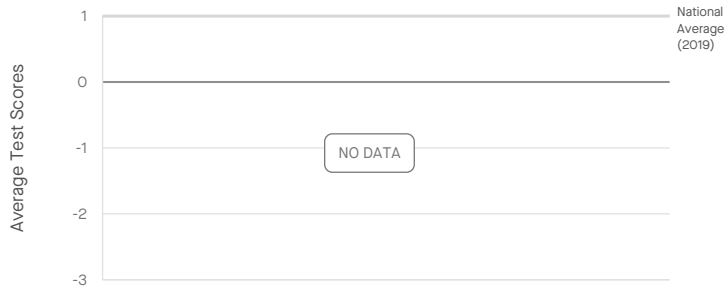 1
National
Average
(2019)
0
Average Test Scores
-1
NO DATA
-2
-3